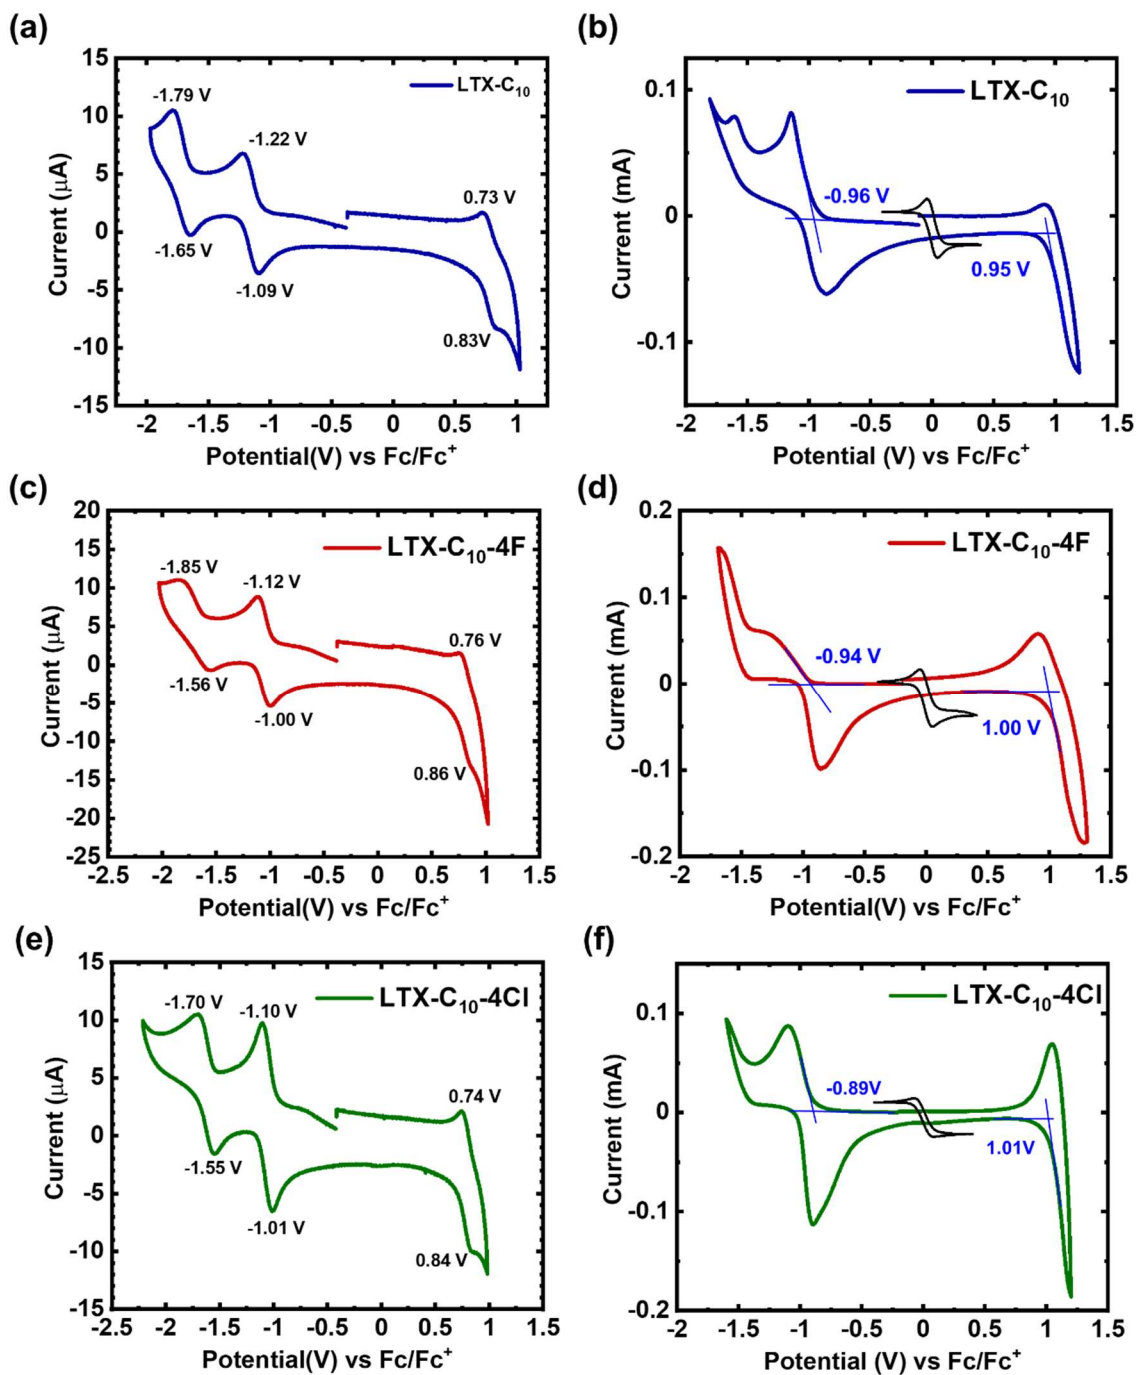 (a)
15
10
5
0
-5
-10
-15
Current (μA)
-1.79 V
-1.22 V
0.73 V
-1.65 V
-1.09 V
0.83V
LTX-C10
-2 -1.5 -1 -0.5 0 0.5 1
Potential(V) vs Fc/Fc+
(b)
0.1
0
-0.1
Current (mA)
LTX-C10
-0.96 V
0.95 V
-2 -1.5 -1 -0.5 0 0.5 1 1.5
Potential (V) vs Fc/Fc+
(c)
20
15
10
5
0
-5
-10
-15
-20
-25
Current (μA)
LTX-C10-4F
-1.85 V
-1.12 V
0.76 V
-1.56 V
-1.00 V
0.86 V
-2.5 -2 -1.5 -1 -0.5 0 0.5 1 1.5
Potential(V) vs Fc/Fc+
(d)
0.2
0.1
0
-0.1
-0.2
Current (mA)
LTX-C10-4F
-0.94 V
1.00 V
-2 -1.5 -1 -0.5 0 0.5 1 1.5
Potential(V) vs Fc/Fc+
(e)
15
10
5
0
-5
-10
-15
Current (μA)
LTX-C10-4Cl
-1.70 V
-1.10 V
0.74 V
-1.55 V
-1.01 V
0.84 V
-2.5 -2 -1.5 -1 -0.5 0 0.5 1 1.5
Potential(V) vs Fc/Fc+
(f)
0.1
0
-0.1
-0.2
Current (mA)
LTX-C10-4Cl
-0.89V
1.01V
-2 -1.5 -1 -0.5 0 0.5 1 1.5
Potential (V) vs Fc/Fc+